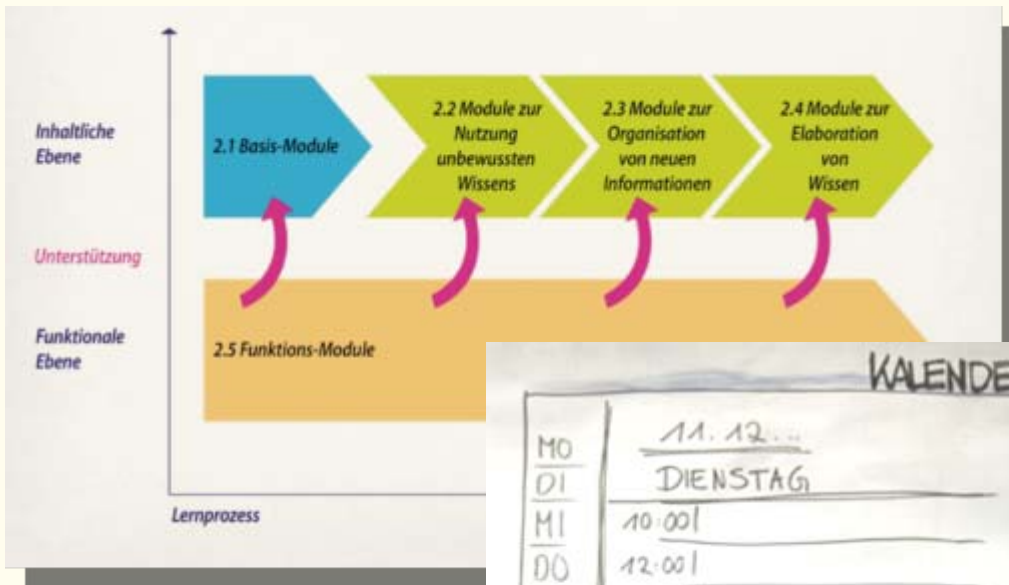 Inhaltliche
Ebene
2.1 Basis-Module
2.2 Module zur
Nutzung
unbewussten
Wissens
2.3 Module zur
Organisation
von neuen
Informationen
2.4 Module zur
Elaboration
von
Wissen
Unterstützung
Funktionale
Ebene
2.5 Funktions-Module
Lernprozess
KALENDE
MO
DI
MI
DO
11.12...
DIENSTAG
10:00
12:00